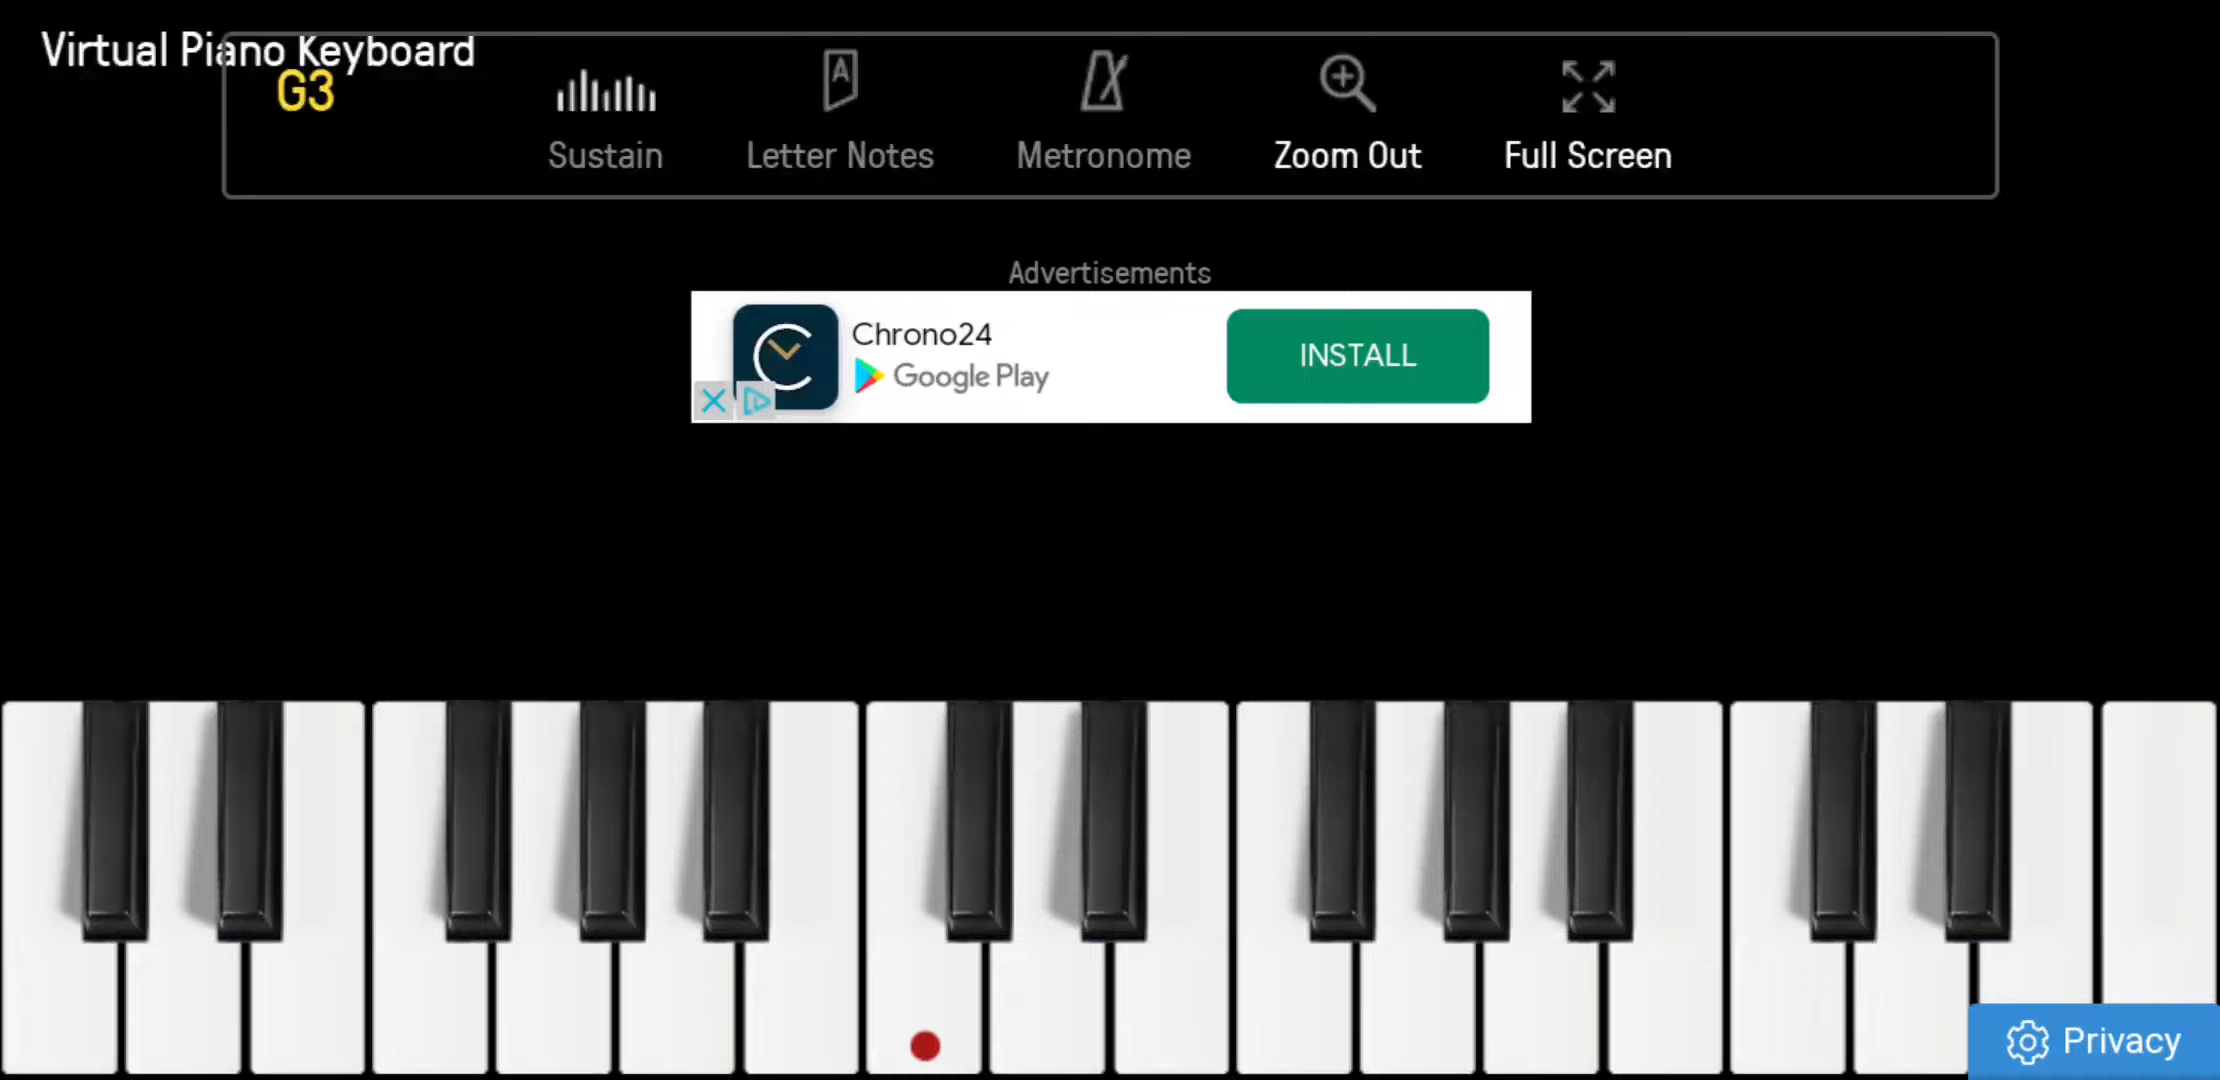 Virtual Piano Keyboard
G3
Sustain
A
Letter Notes
Metronome
Zoom Out
Full Screen
Advertisements
Chrono24
Google Play
INSTALL
Privacy